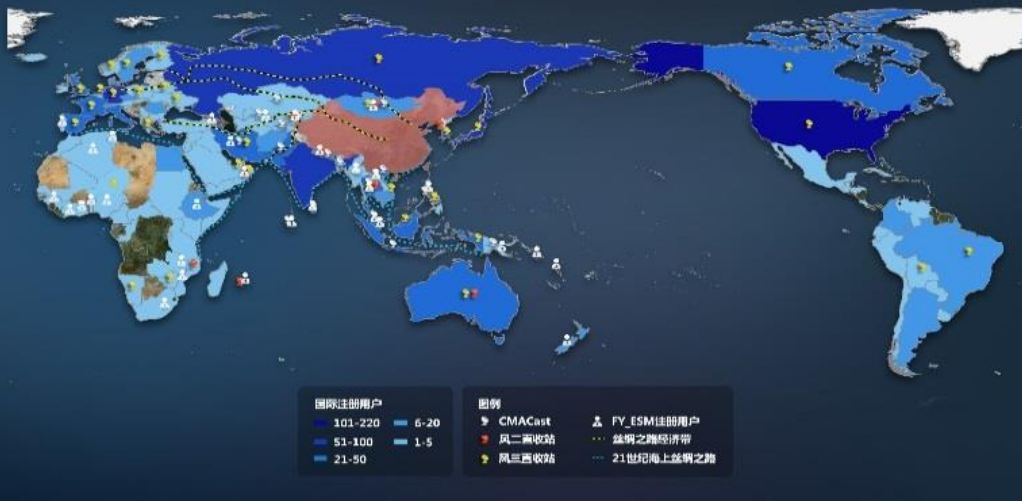 国际注册用户
101-220
6-20
51-100
1-5
21-50
图例
CMACast
FY_ESM注册用户
风二直收站
丝绸之路经济带
风三直收站
21世纪海上丝绸之路